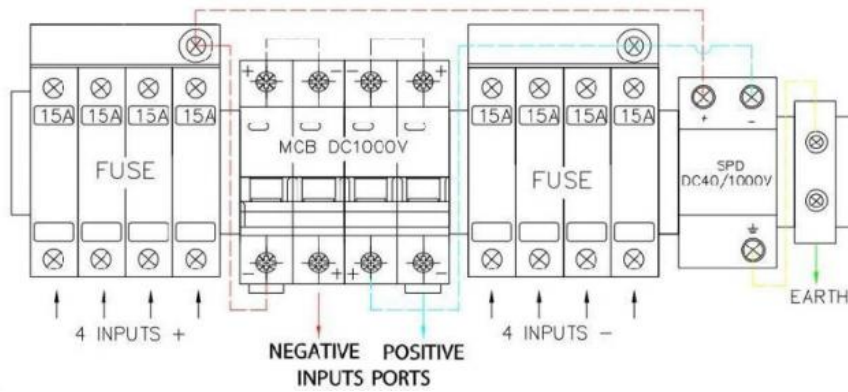 + − − +
15A 15A 15A 15A
FUSE
MCB DC1000V
− + + −
4 INPUTS +
NEGATIVE POSITIVE
INPUTS PORTS
15A 15A 15A 15A
FUSE
4 INPUTS −
+ −
SPD
DC40/1000V
EARTH